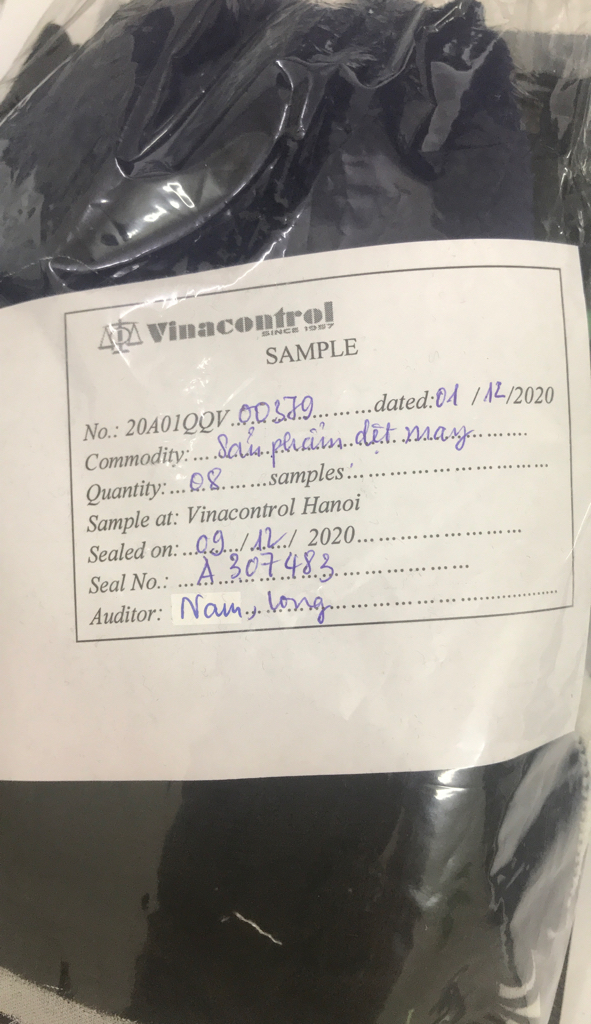 Vinacontrol
SINCE 1957
SAMPLE
No.: 20A01QQV...00379.........dated:01/12/2020
Commodity:....Sản phẩm dệt may.........
Quantity:...08......samples:..............................
Sample at: Vinacontrol Hanoi
Sealed on:...09../12../ 2020..........................
Seal No.: ...A 307483......................
Auditor: Nam, Long.......................................